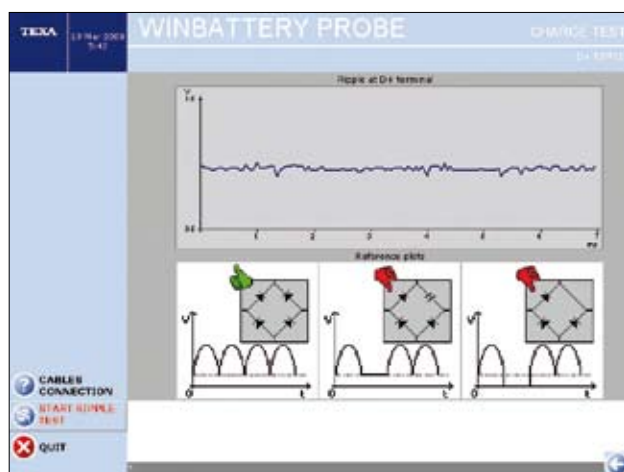 TEXA
WINBATTERY PROBE
CHARGE TEST
Ripple at D+ terminal
V
1 2 3 4 5 6 7
ms
Reference plots
V V V
0 t 0 t 0 t
CABLES
CONNECTION
START RIPPLE
TEST
QUIT